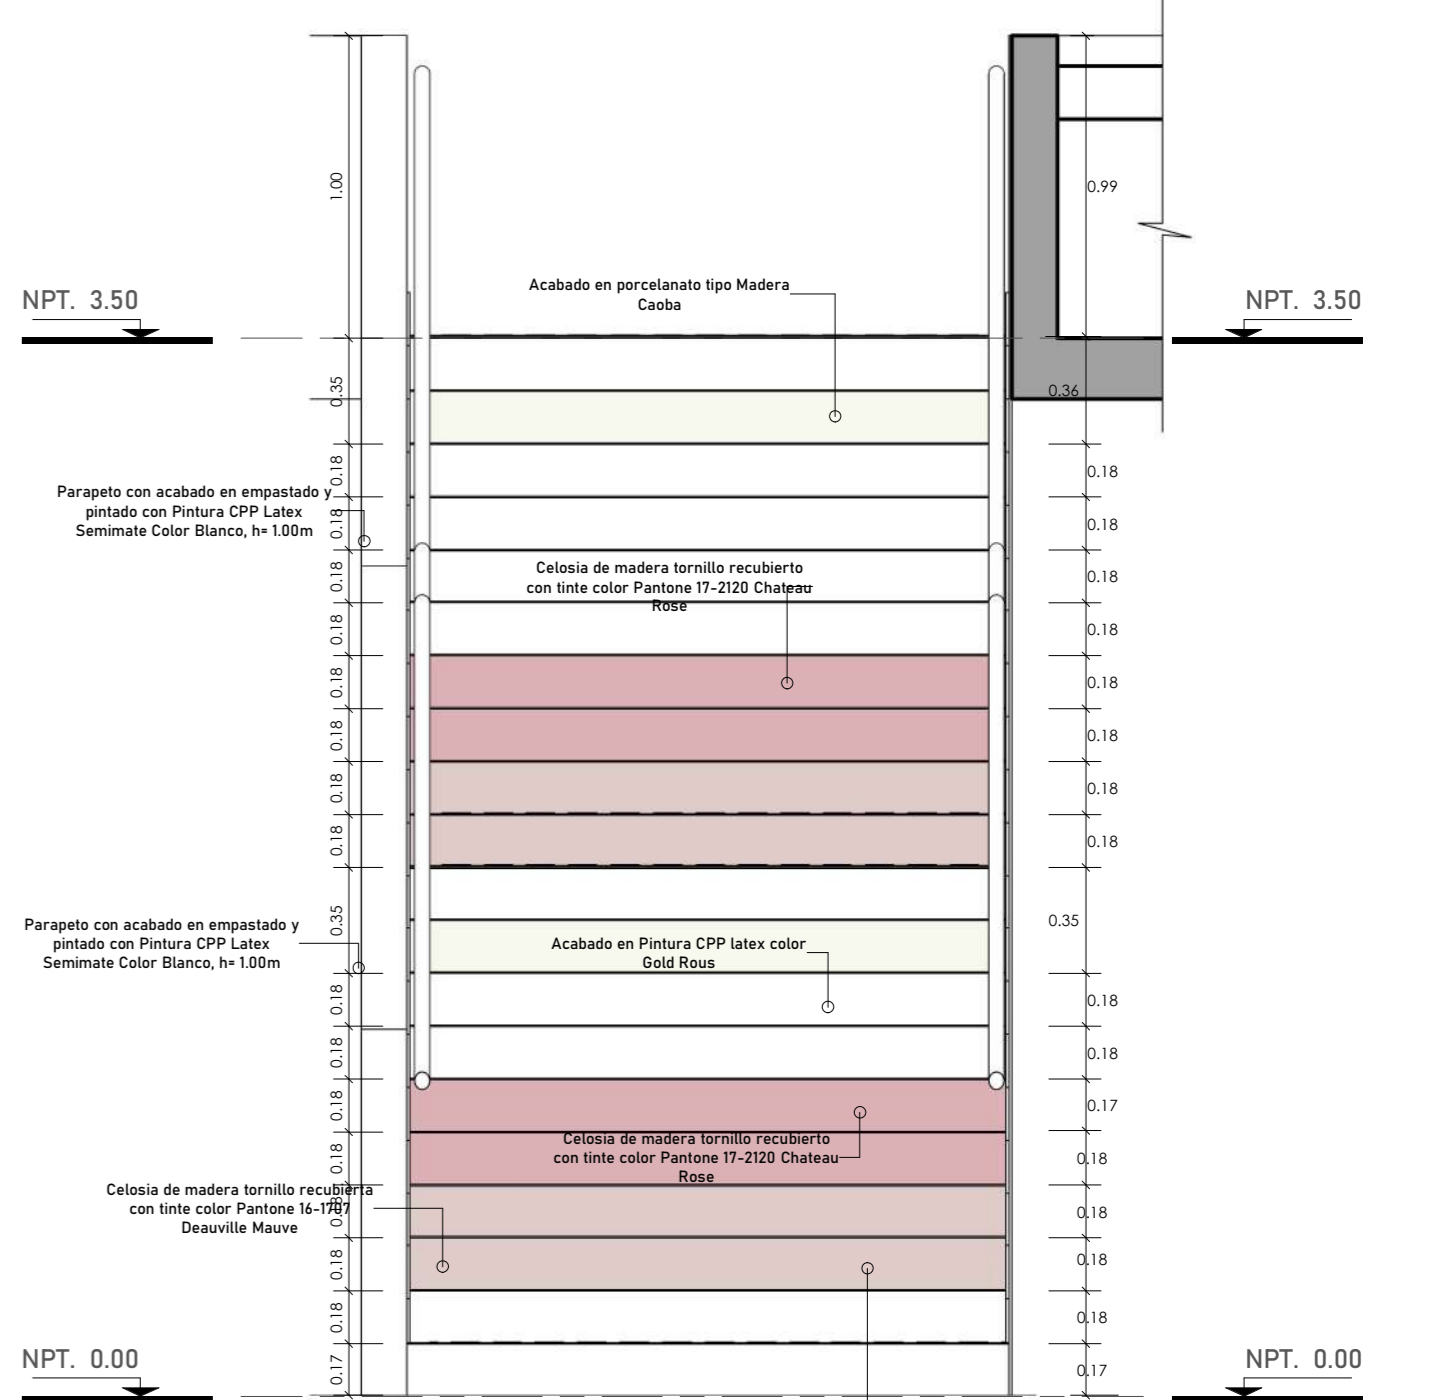 1.00
0.99
Acabado en porcelanato tipo Madera
Caoba
NPT. 3.50
NPT. 3.50
0.35
0.36
0.18
0.18
Parapeto con acabado en empastado y
pintado con Pintura CPP Latex
Semimate Color Blanco, h= 1.00m
0.18
0.18
Celosia de madera tornillo recubierto
con tinte color Pantone 17-2120 Chateau
Rose
0.18
0.18
0.18
0.18
0.18
0.18
0.18
0.18
0.18
0.18
0.18
0.18
Parapeto con acabado en empastado y
pintado con Pintura CPP Latex
Semimate Color Blanco, h= 1.00m
0.35
0.35
Acabado en Pintura CPP latex color
Gold Rous
0.18
0.18
0.18
0.18
0.18
0.17
Celosia de madera tornillo recubierto
con tinte color Pantone 17-2120 Chateau
Rose
0.18
0.18
Celosia de madera tornillo recubierta
con tinte color Pantone 16-1707
Deauville Mauve
0.18
0.18
0.18
0.18
0.18
0.18
NPT. 0.00
NPT. 0.00
0.17
0.17